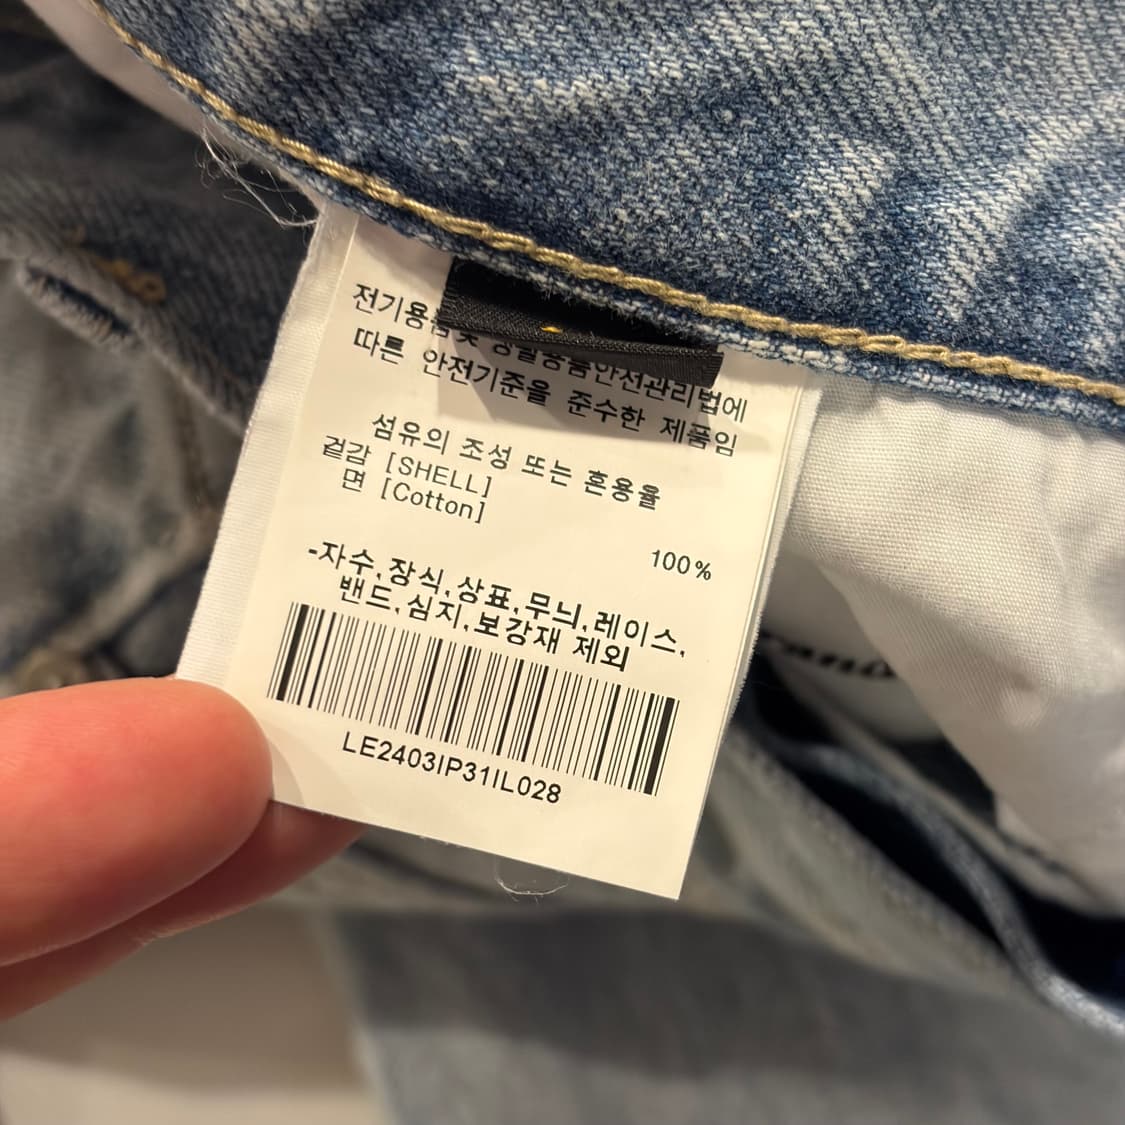 전기용품및 생활용품안전관리법에
따른 안전기준을 준수한 제품임
섬유의 조성 또는 혼용율
겉감 [SHELL]
면 [Cotton]
100%
-자수,장식,상표,무늬,레이스,
밴드,심지,보강재 제외
LE2403IP31IL028